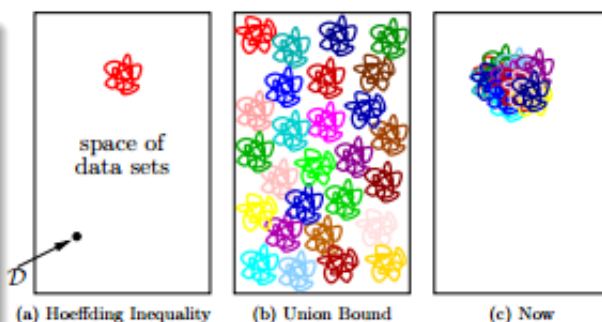 space of
data sets
D
(a) Hoeffding Inequality
(b) Union Bound
(c) Now